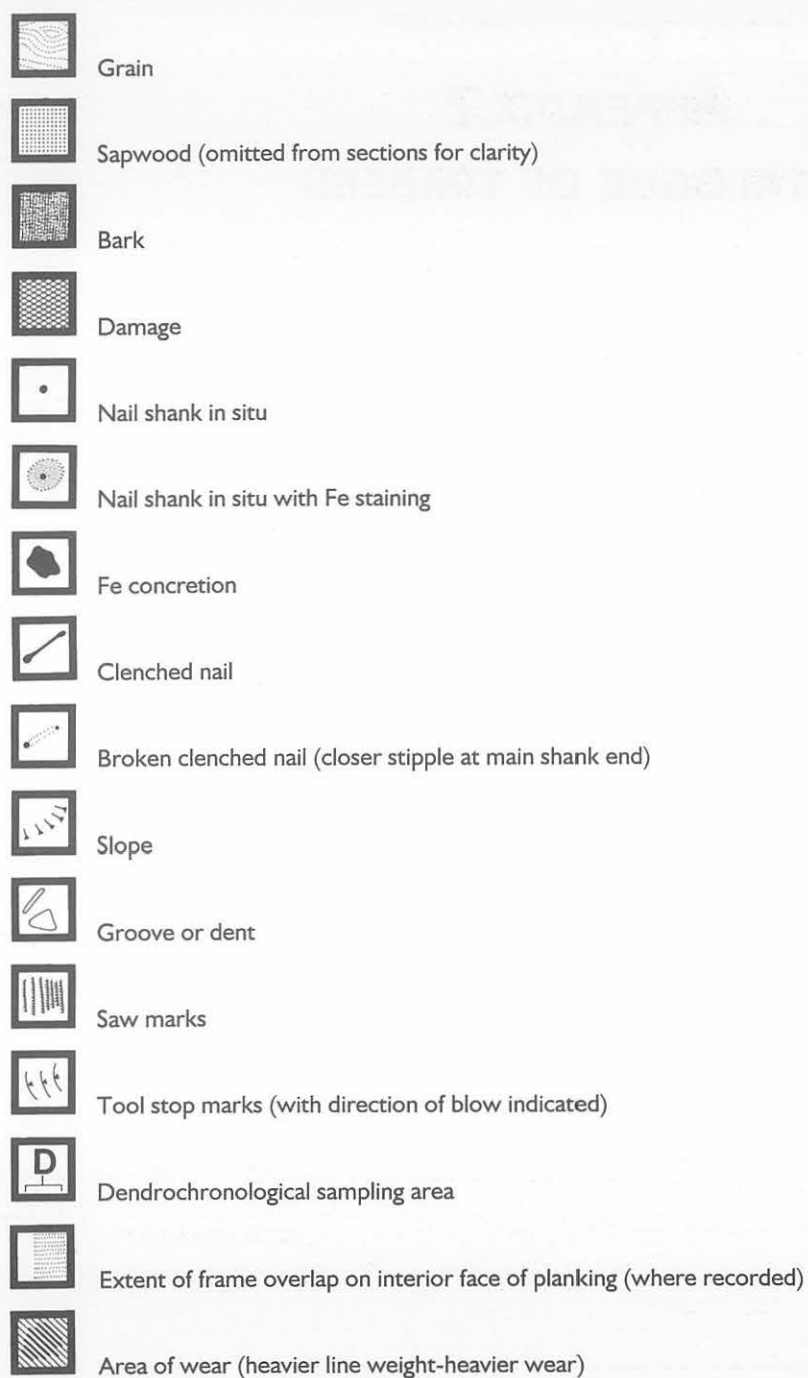 Grain
Sapwood (omitted from sections for clarity)
Bark
Damage
Nail shank in situ
Nail shank in situ with Fe staining
Fe concretion
Clenched nail
Broken clenched nail (closer stipple at main shank end)
Slope
Groove or dent
Saw marks
Tool stop marks (with direction of blow indicated)
D
Dendrochronological sampling area
Extent of frame overlap on interior face of planking (where recorded)
Area of wear (heavier line weight-heavier wear)